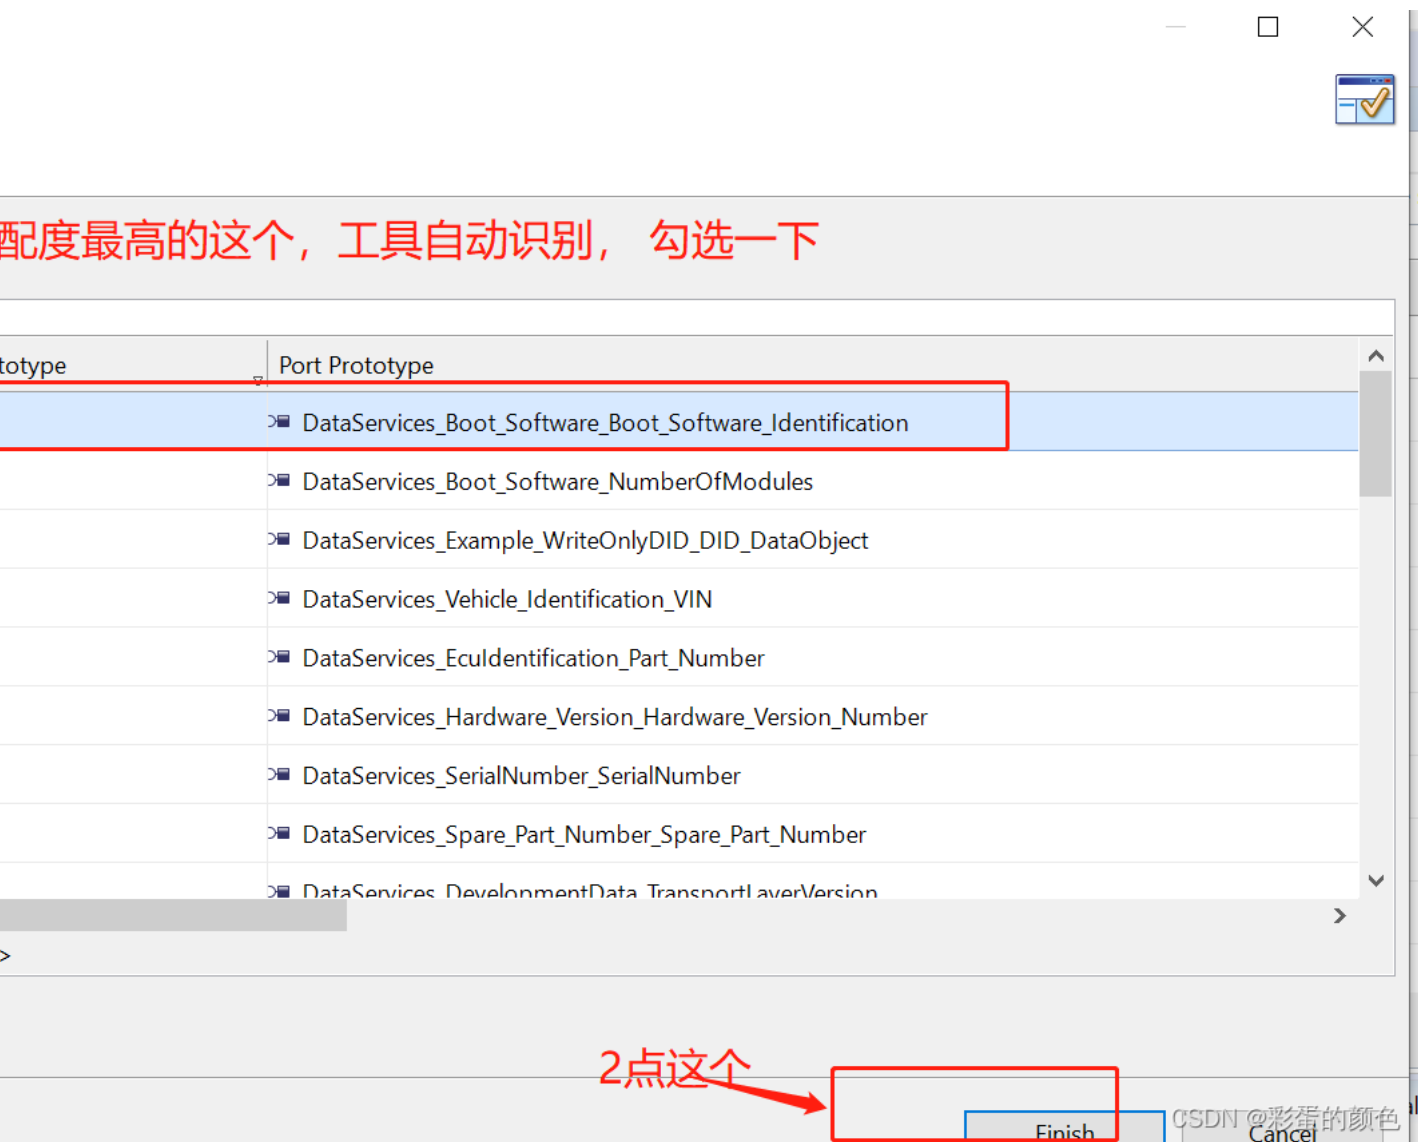 配度最高的这个，工具自动识别， 勾选一下
totype
Port Prototype
DataServices_Boot_Software_Boot_Software_Identification
DataServices_Boot_Software_NumberOfModules
DataServices_Example_WriteOnlyDID_DID_DataObject
DataServices_Vehicle_Identification_VIN
DataServices_EcuIdentification_Part_Number
DataServices_Hardware_Version_Hardware_Version_Number
DataServices_SerialNumber_SerialNumber
DataServices_Spare_Part_Number_Spare_Part_Number
DataServices_DevelopmentData_TransportLayerVersion
>
2点这个
Finish
Cancel
CSDN @彩蛋的颜色